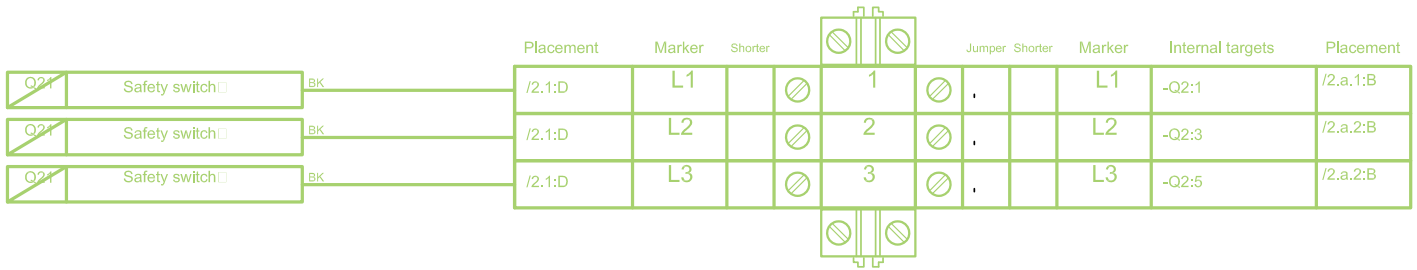 Placement Marker Shorter Jumper Shorter Marker Internal targets Placement
Q21 Safety switch BK /2.1:D L1 1 L1 -Q2:1 /2.a.1:B
Q21 Safety switch BK /2.1:D L2 2 L2 -Q2:3 /2.a.2:B
Q21 Safety switch BK /2.1:D L3 3 L3 -Q2:5 /2.a.2:B